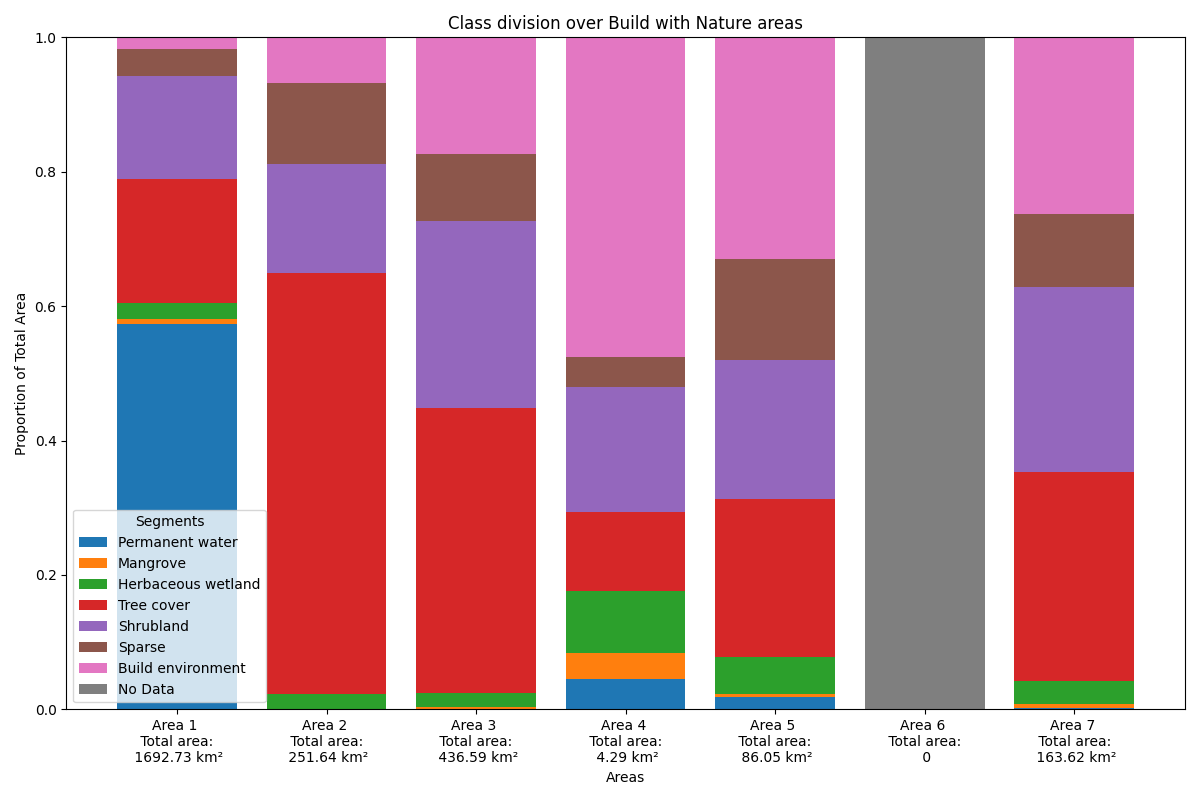 Class division over Build with Nature areas
Proportion of Total Area
1.0
0.8
0.6
0.4
0.2
0.0
Segments
Permanent water
Mangrove
Herbaceous wetland
Tree cover
Shrubland
Sparse
Build environment
No Data
Area 1
Total area:
1692.73 km²
Area 2
Total area:
251.64 km²
Area 3
Total area:
436.59 km²
Area 4
Total area:
4.29 km²
Area 5
Total area:
86.05 km²
Area 6
Total area:
0
Area 7
Total area:
163.62 km²
Areas